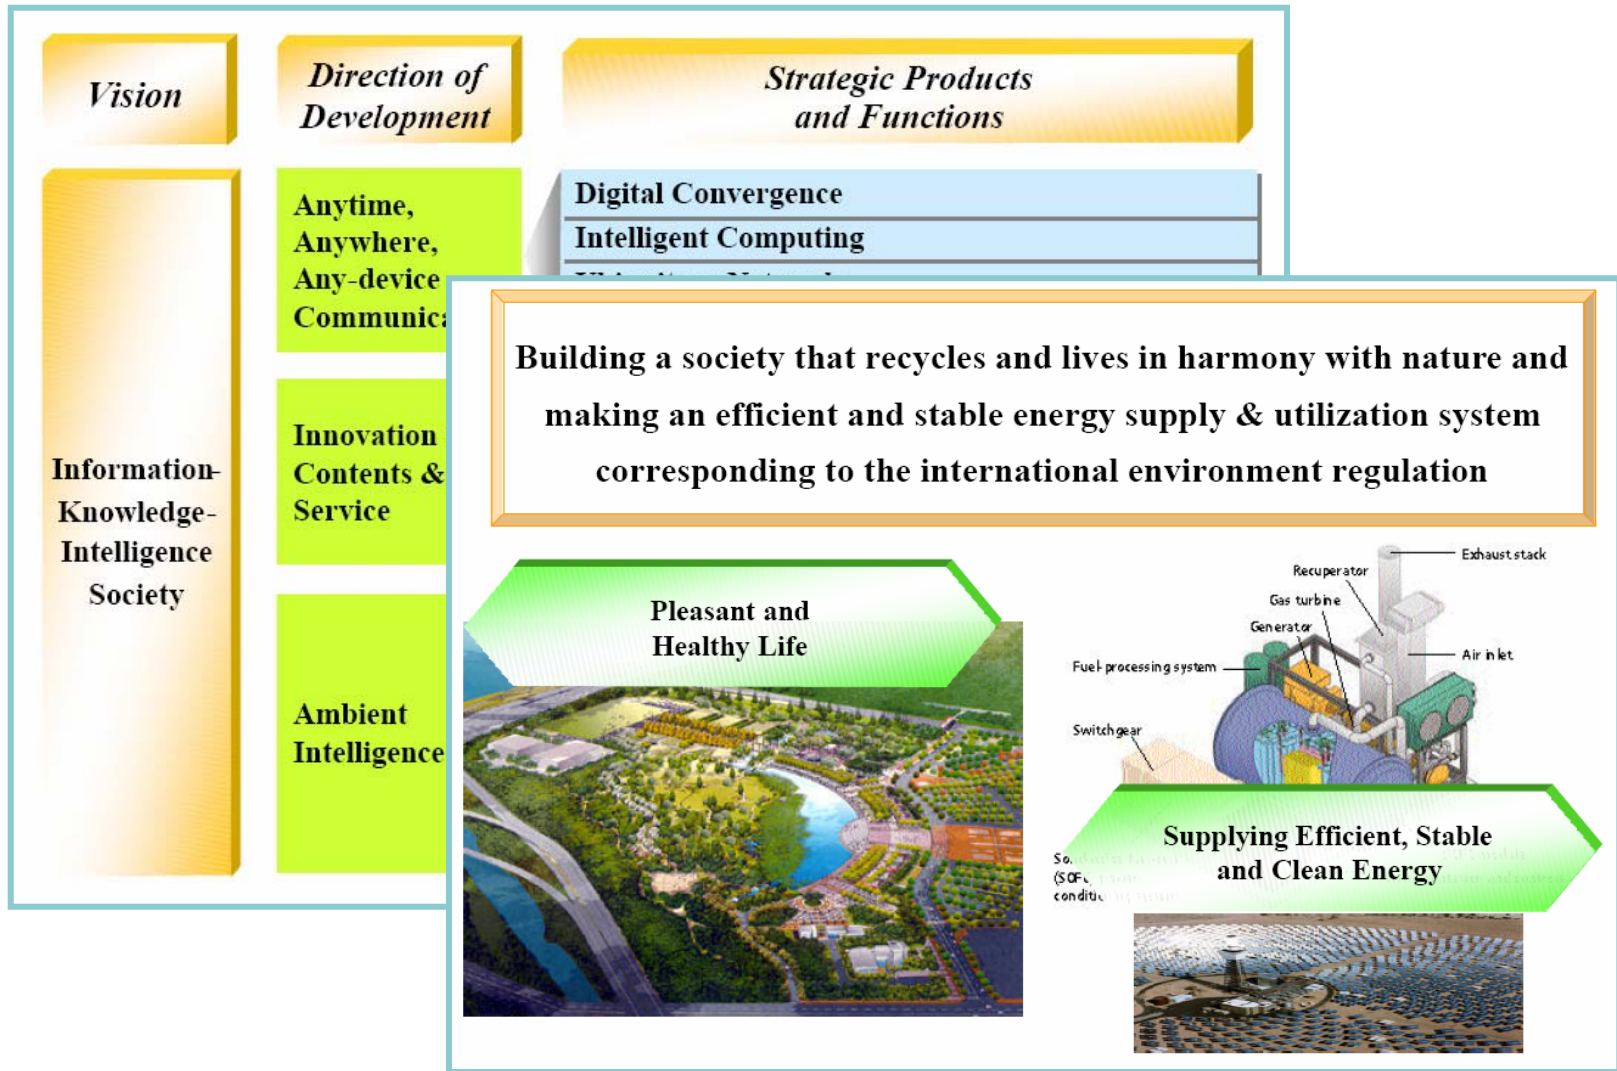 Vision
Direction of
Development
Strategic Products
and Functions
Information-
Knowledge-
Intelligence
Society
Anytime,
Anywhere,
Any-device
Innovation
Contents &
Service
Ambient
Intelligence
Digital Convergence
Intelligent Computing
Building a society that recycles and lives in harmony with nature and
making an efficient and stable energy supply & utilization system
corresponding to the international environment regulation
Pleasant and
Healthy Life
Exhaust stack
Recuperator
Gas turbine
Generator
Air inlet
Fuel-processing system
Switchgear
Supplying Efficient, Stable
and Clean Energy